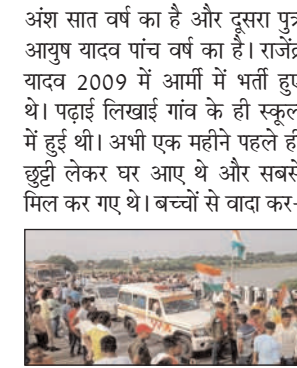 अंश सात वर्ष का है और दूसरा पुत्र
आयुष यादव पांच वर्ष का है। राजेंद्र
यादव 2009 में आर्मी में भर्ती हुए
थे। पढ़ाई लिखाई गांव के ही स्कूल
में हुई थी। अभी एक महीने पहले ही
छुट्टी लेकर घर आए थे और सबसे
मिल कर गए थे। बच्चों से वादा कर-